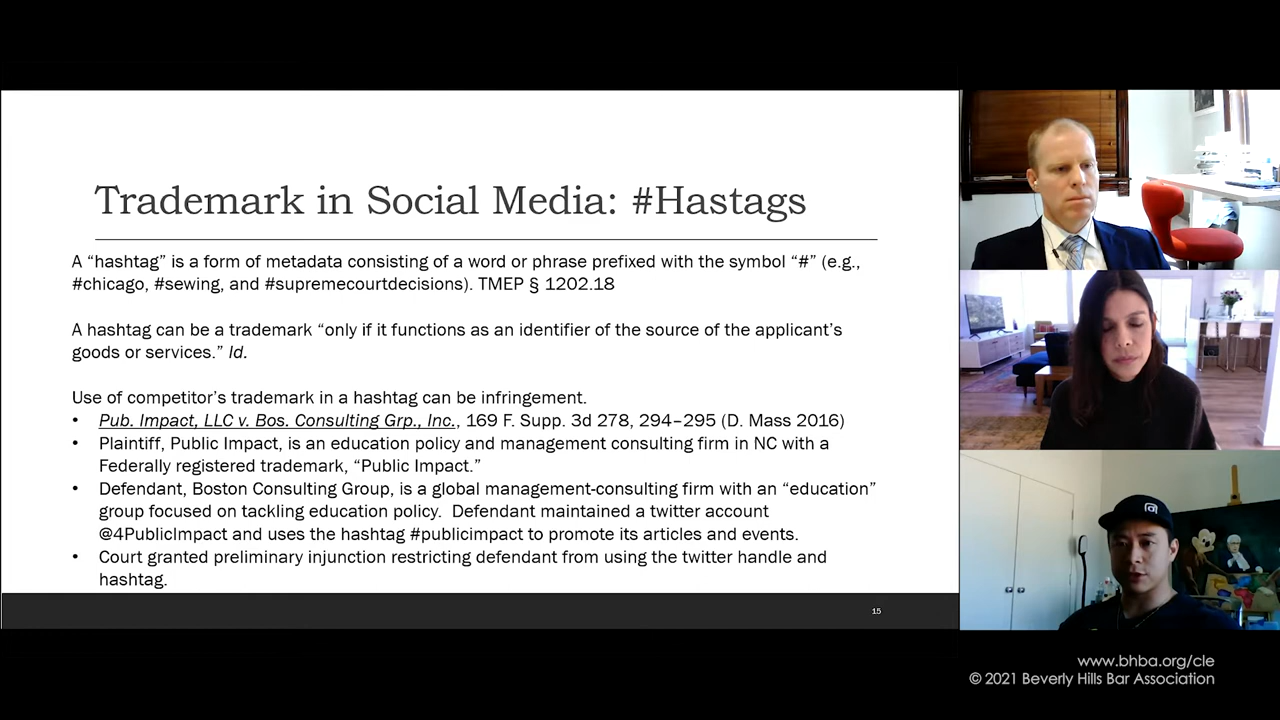 Trademark in Social Media: #Hastags
A “hashtag” is a form of metadata consisting of a word or phrase prefixed with the symbol “#” (e.g.,
#chicago, #sewing, and #supremecourtdecisions). TMEP § 1202.18
A hashtag can be a trademark “only if it functions as an identifier of the source of the applicant’s
goods or services.” Id.
Use of competitor’s trademark in a hashtag can be infringement.
• Pub. Impact, LLC v. Bos. Consulting Grp., Inc., 169 F. Supp. 3d 278, 294–295 (D. Mass 2016)
• Plaintiff, Public Impact, is an education policy and management consulting firm in NC with a
Federally registered trademark, “Public Impact.”
• Defendant, Boston Consulting Group, is a global management-consulting firm with an “education”
group focused on tackling education policy. Defendant maintained a twitter account
@4PublicImpact and uses the hashtag #publicimpact to promote its articles and events.
• Court granted preliminary injunction restricting defendant from using the twitter handle and
hashtag.
15
www.bhba.org/cle
© 2021 Beverly Hills Bar Association